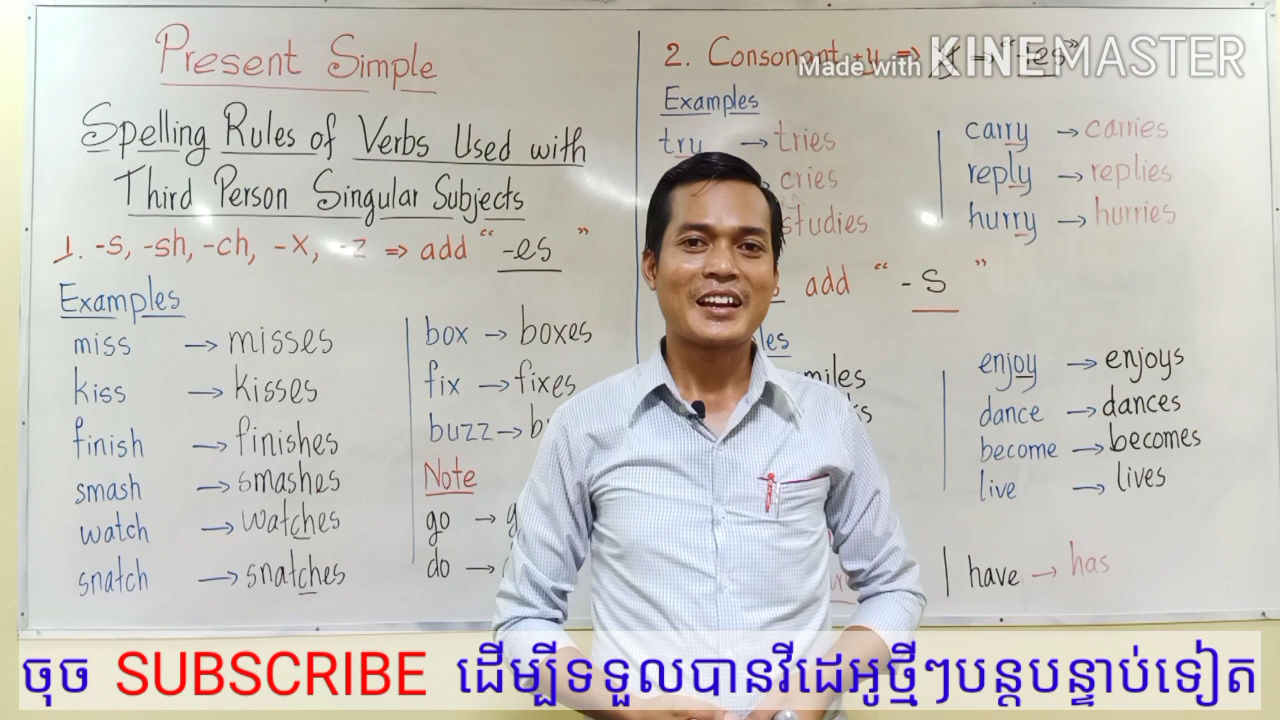 Present Simple
Spelling Rules of Verbs Used with
Third Person Singular Subjects
1. -s, -sh, -ch, -x, -z => add "-es"
Examples
miss → misses
kiss → kisses
finish → finishes
smash → smashes
watch → watches
snatch → snatches
box → boxes
fix → fixes
buzz → b
Note
go → g
do →
2. Consonant + y => y → "-ies"
Made with KINEMASTER
Examples
try → tries
cries
studies
carry → carries
reply → replies
hurry → hurries
add "-s"
les
miles
ks
enjoy → enjoys
dance → dances
become → becomes
live → lives
have → has
ចុច SUBSCRIBE ដើម្បីទទួលបានវីដេអូថ្មីៗបន្តបន្ទាប់ទៀត